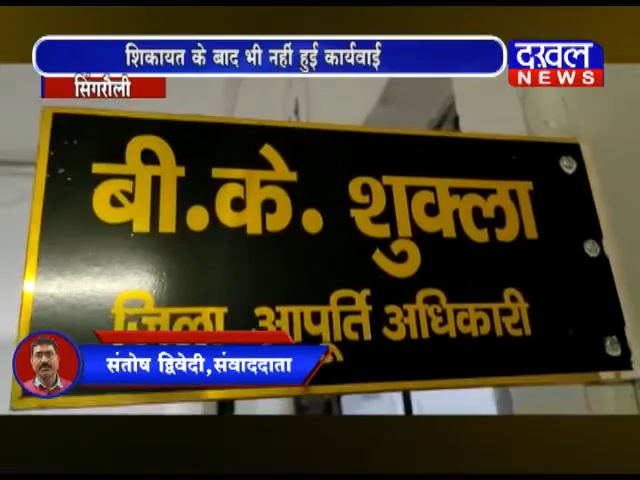 शिकायत के बाद भी नहीं हुई कार्यवाई
दख़ल
NEWS
सिंगरौली
बी.के. शुक्ला
जिला आपूर्ति अधिकारी
संतोष द्विवेदी,संवाददाता